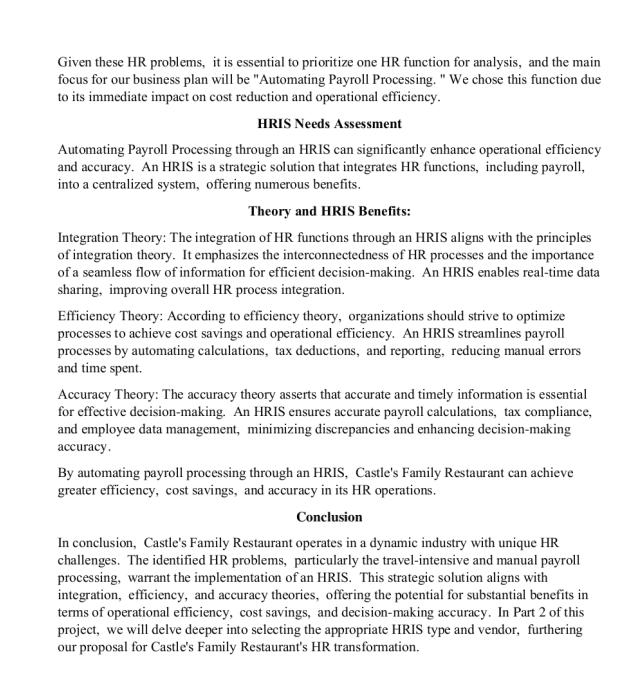 Given these HR problems, it is essential to prioritize one HR function for analysis, and the main
focus for our business plan will be "Automating Payroll Processing. " We chose this function due
to its immediate impact on cost reduction and operational efficiency.
HRIS Needs Assessment
Automating Payroll Processing through an HRIS can significantly enhance operational efficiency
and accuracy. An HRIS is a strategic solution that integrates HR functions, including payroll,
into a centralized system, offering numerous benefits.
Theory and HRIS Benefits:
Integration Theory: The integration of HR functions through an HRIS aligns with the principles
of integration theory. It emphasizes the interconnectedness of HR processes and the importance
of a seamless flow of information for efficient decision-making. An HRIS enables real-time data
sharing, improving overall HR process integration.
Efficiency Theory: According to efficiency theory, organizations should strive to optimize
processes to achieve cost savings and operational efficiency. An HRIS streamlines payroll
processes by automating calculations, tax deductions, and reporting, reducing manual errors
and time spent.
Accuracy Theory: The accuracy theory asserts that accurate and timely information is essential
for effective decision-making. An HRIS ensures accurate payroll calculations, tax compliance,
and employee data management, minimizing discrepancies and enhancing decision-making
accuracy.
By automating payroll processing through an HRIS, Castle's Family Restaurant can achieve
greater efficiency, cost savings, and accuracy in its HR operations.
Conclusion
In conclusion, Castle's Family Restaurant operates in a dynamic industry with unique HR
challenges. The identified HR problems, particularly the travel-intensive and manual payroll
processing, warrant the implementation of an HRIS. This strategic solution aligns with
integration, efficiency, and accuracy theories, offering the potential for substantial benefits in
terms of operational efficiency, cost savings, and decision-making accuracy. In Part 2 of this
project, we will delve deeper into selecting the appropriate HRIS type and vendor, furthering
our proposal for Castle's Family Restaurant's HR transformation.